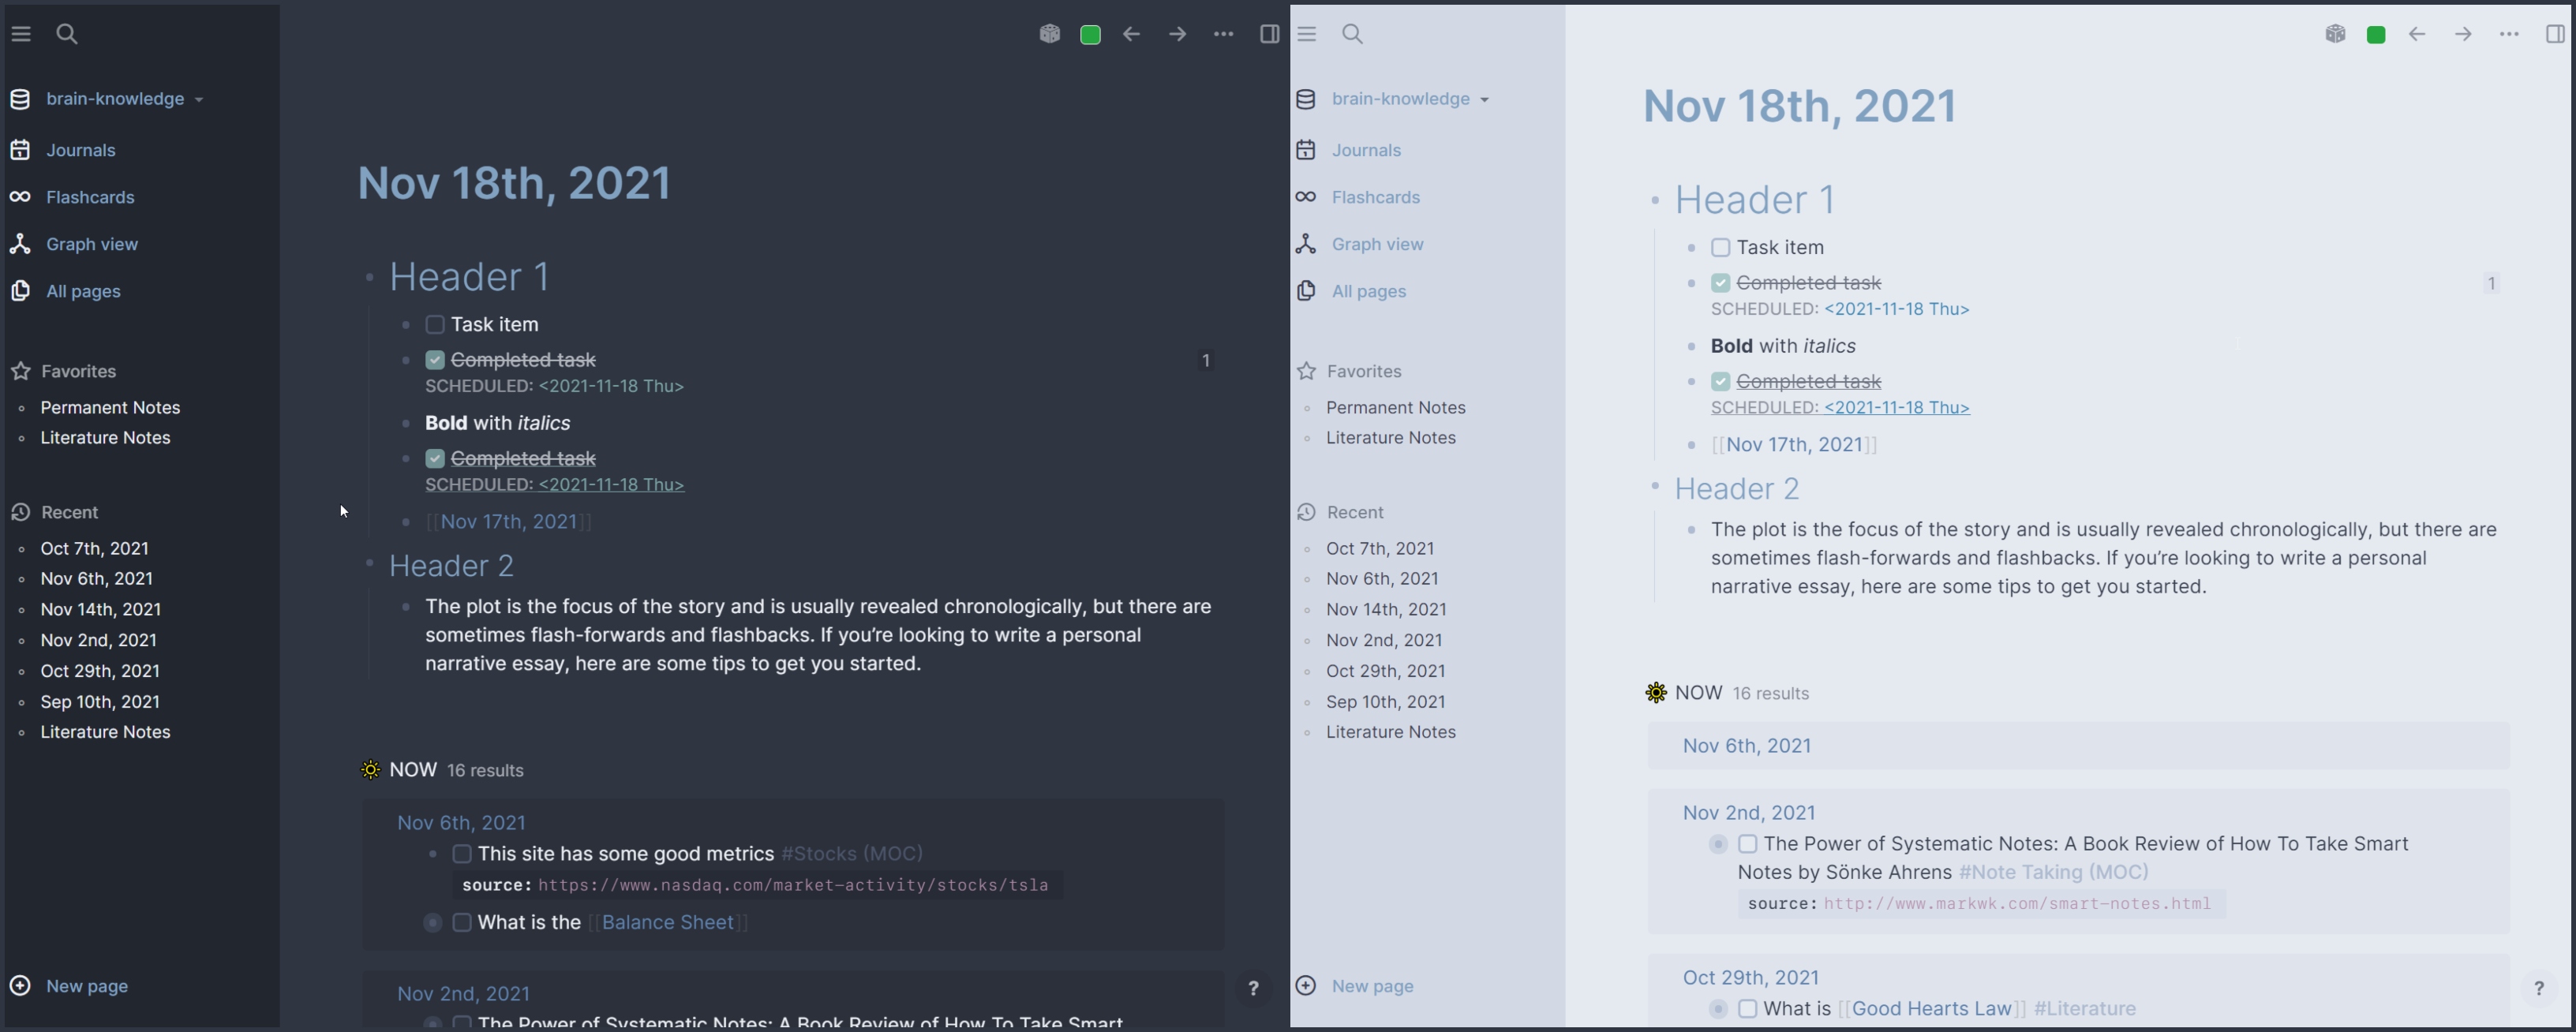 brain-knowledge
Journals
Flashcards
Graph view
All pages
Favorites
Permanent Notes
Literature Notes
Recent
Oct 7th, 2021
Nov 6th, 2021
Nov 14th, 2021
Nov 2nd, 2021
Oct 29th, 2021
Sep 10th, 2021
Literature Notes
New page
Nov 18th, 2021
Header 1
Task item
Completed task
1
SCHEDULED: <2021-11-18 Thu>
Bold with italics
Completed task
SCHEDULED: <2021-11-18 Thu>
[[Nov 17th, 2021]]
Header 2
The plot is the focus of the story and is usually revealed chronologically, but there are
sometimes flash-forwards and flashbacks. If you’re looking to write a personal
narrative essay, here are some tips to get you started.
NOW 16 results
Nov 6th, 2021
This site has some good metrics #Stocks (MOC)
source: https://www.nasdaq.com/market-activity/stocks/tsla
What is the [[Balance Sheet]]
Nov 2nd, 2021
The Power of Systematic Notes: A Book Review of How To Take Smart
?
brain-knowledge
Journals
Flashcards
Graph view
All pages
Favorites
Permanent Notes
Literature Notes
Recent
Oct 7th, 2021
Nov 6th, 2021
Nov 14th, 2021
Nov 2nd, 2021
Oct 29th, 2021
Sep 10th, 2021
Literature Notes
New page
Nov 18th, 2021
Header 1
Task item
Completed task
1
SCHEDULED: <2021-11-18 Thu>
Bold with italics
Completed task
SCHEDULED: <2021-11-18 Thu>
[[Nov 17th, 2021]]
Header 2
The plot is the focus of the story and is usually revealed chronologically, but there are
sometimes flash-forwards and flashbacks. If you’re looking to write a personal
narrative essay, here are some tips to get you started.
NOW 16 results
Nov 6th, 2021
Nov 2nd, 2021
The Power of Systematic Notes: A Book Review of How To Take Smart
Notes by Sönke Ahrens #Note Taking (MOC)
source: http://www.markwk.com/smart-notes.html
Oct 29th, 2021
What is [[Good Hearts Law]] #Literature
?